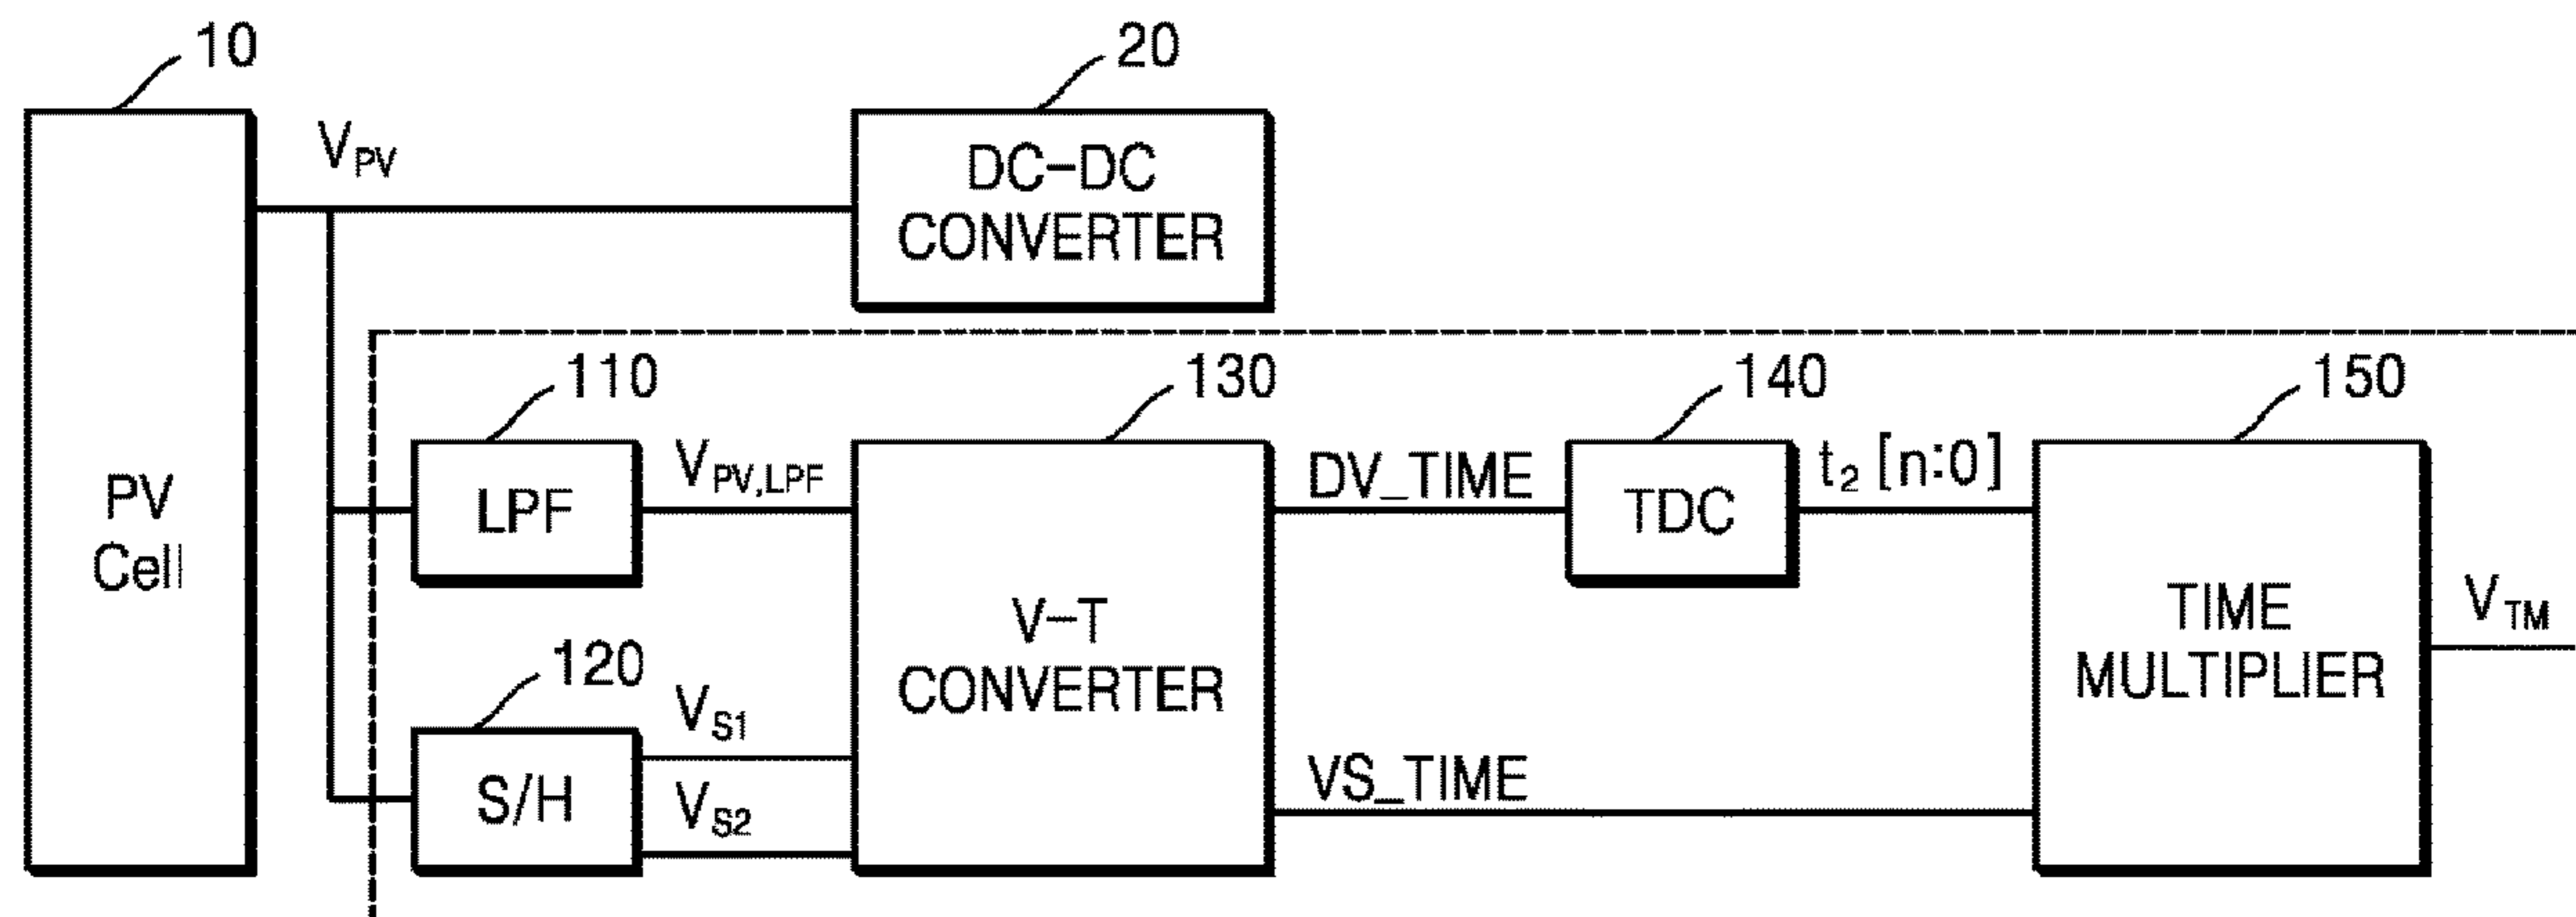 10
20
V_PV
DC-DC
CONVERTER
110
130
140
150
V_PV,LPF
DV_TIME
t_2 [n:0]
LPF
TDC
PV
Cell
V-T
CONVERTER
TIME
MULTIPLIER
V_TM
120
V_S1
S/H
V_S2
VS_TIME